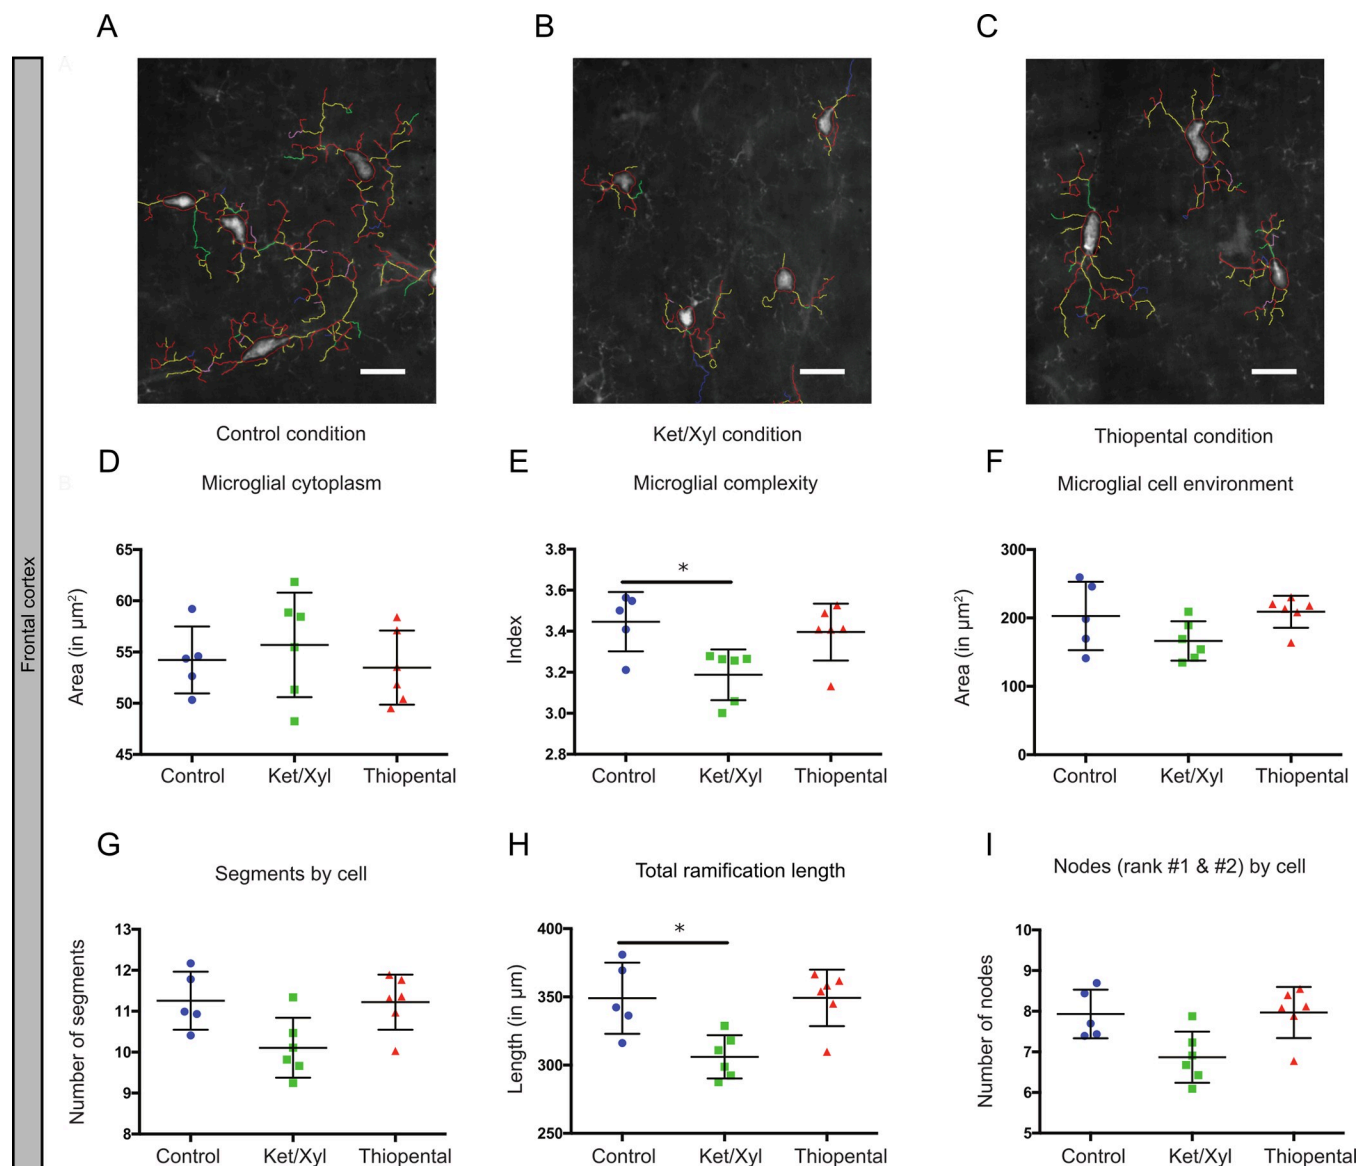 A
B
C
A
Control condition
Ket/Xyl condition
Thiopental condition
Frontal cortex
D
E
F
B
Microglial cytoplasm
Microglial complexity
Microglial cell environment
Area (in µm²)
65
60
55
50
45
Control
Ket/Xyl
Thiopental
Index
3.8
3.6
3.4
3.2
3.0
2.8
*
Control
Ket/Xyl
Thiopental
Area (in µm²)
300
200
100
0
Control
Ket/Xyl
Thiopental
G
H
I
Segments by cell
Total ramification length
Nodes (rank #1 & #2) by cell
Number of segments
13
12
11
10
9
8
Control
Ket/Xyl
Thiopental
Length (in µm)
400
350
300
250
*
Control
Ket/Xyl
Thiopental
Number of nodes
10
9
8
7
6
5
Control
Ket/Xyl
Thiopental